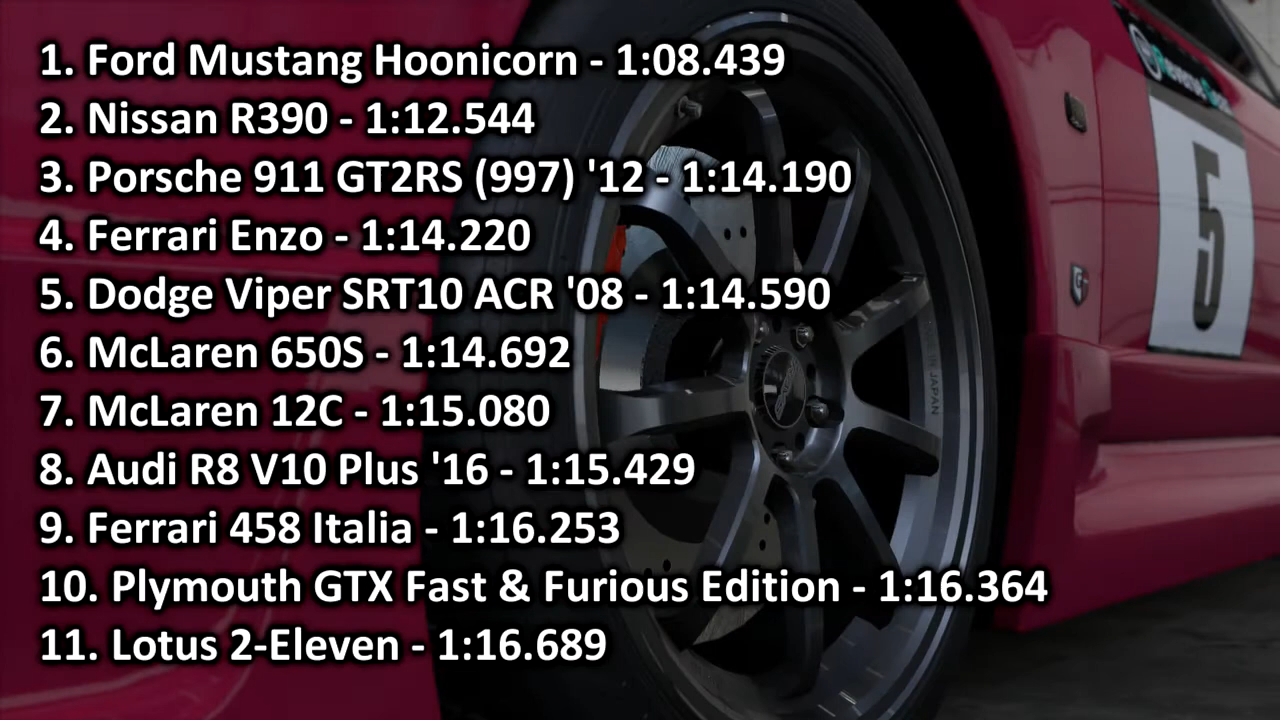 1. Ford Mustang Hoonicorn - 1:08.439
2. Nissan R390 - 1:12.544
3. Porsche 911 GT2RS (997) '12 - 1:14.190
4. Ferrari Enzo - 1:14.220
5. Dodge Viper SRT10 ACR '08 - 1:14.590
6. McLaren 650S - 1:14.692
7. McLaren 12C - 1:15.080
8. Audi R8 V10 Plus '16 - 1:15.429
9. Ferrari 458 Italia - 1:16.253
10. Plymouth GTX Fast & Furious Edition - 1:16.364
11. Lotus 2-Eleven - 1:16.689
5
JAPAN